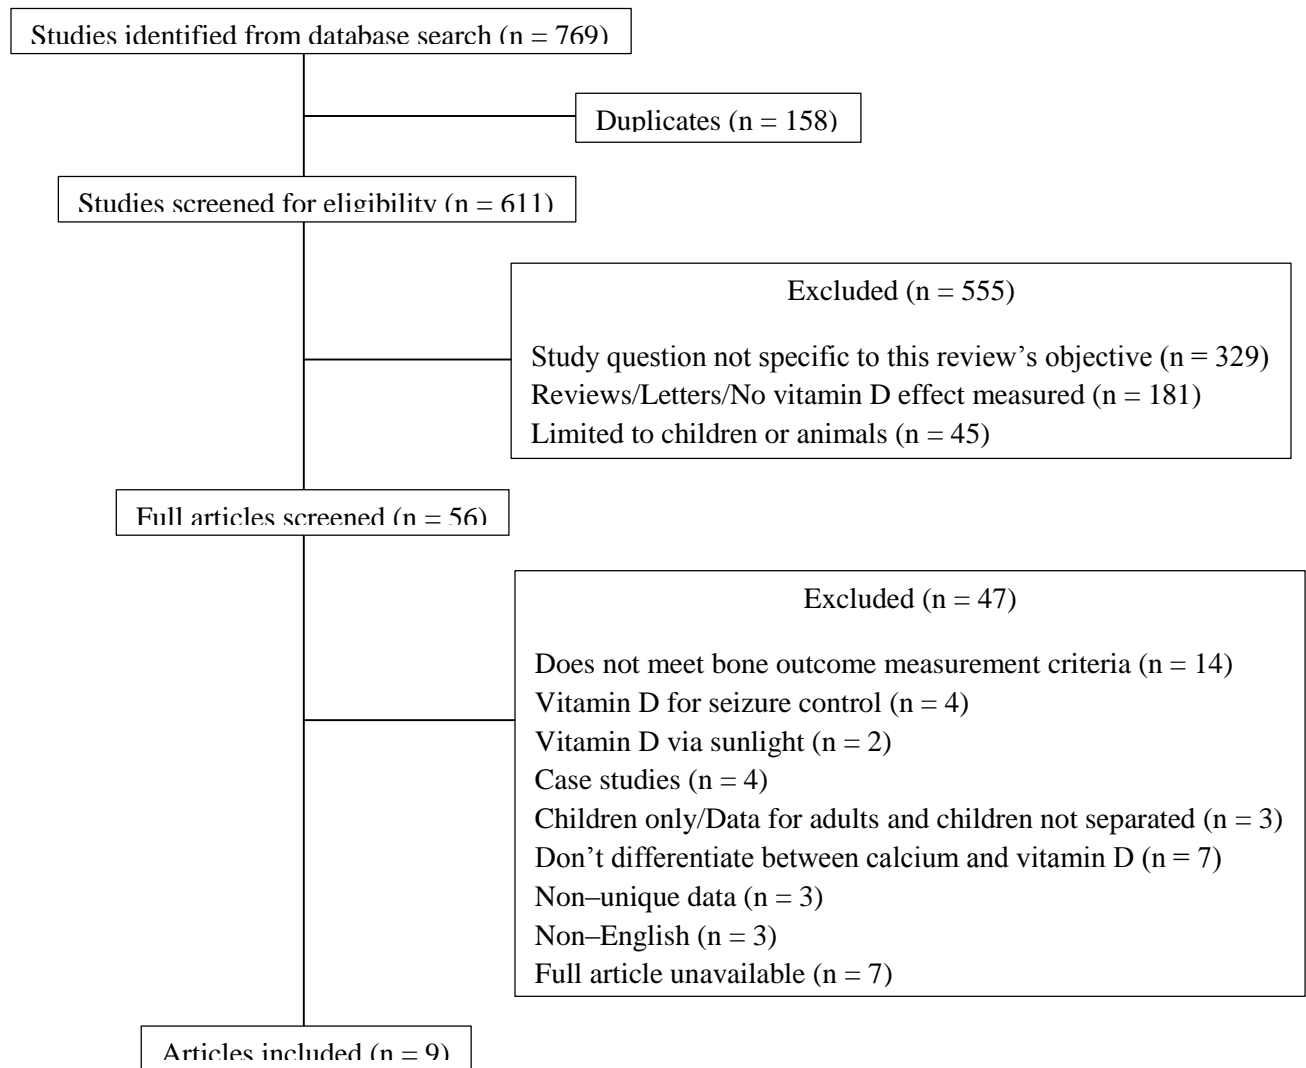 Studies identified from database search (n = 769)
Duplicates (n = 158)
Studies screened for eligibility (n = 611)
Excluded (n = 555)
Study question not specific to this review’s objective (n = 329)
Reviews/Letters/No vitamin D effect measured (n = 181)
Limited to children or animals (n = 45)
Full articles screened (n = 56)
Excluded (n = 47)
Does not meet bone outcome measurement criteria (n = 14)
Vitamin D for seizure control (n = 4)
Vitamin D via sunlight (n = 2)
Case studies (n = 4)
Children only/Data for adults and children not separated (n = 3)
Don’t differentiate between calcium and vitamin D (n = 7)
Non–unique data (n = 3)
Non–English (n = 3)
Full article unavailable (n = 7)
Articles included (n = 9)